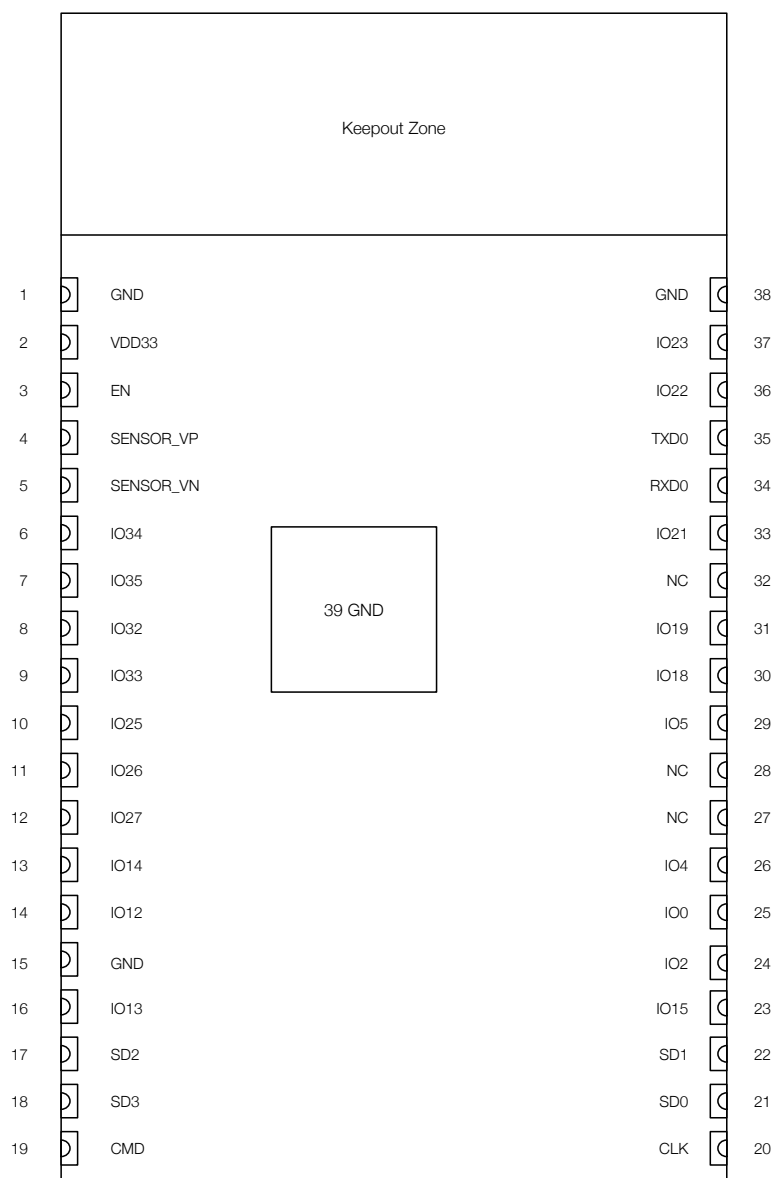 Keepout Zone
1 GND GND 38
2 VDD33 IO23 37
3 EN IO22 36
4 SENSOR_VP TXD0 35
5 SENSOR_VN RXD0 34
6 IO34 IO21 33
7 IO35 NC 32
39 GND
8 IO32 IO19 31
9 IO33 IO18 30
10 IO25 IO5 29
11 IO26 NC 28
12 IO27 NC 27
13 IO14 IO4 26
14 IO12 IO0 25
15 GND IO2 24
16 IO13 IO15 23
17 SD2 SD1 22
18 SD3 SD0 21
19 CMD CLK 20